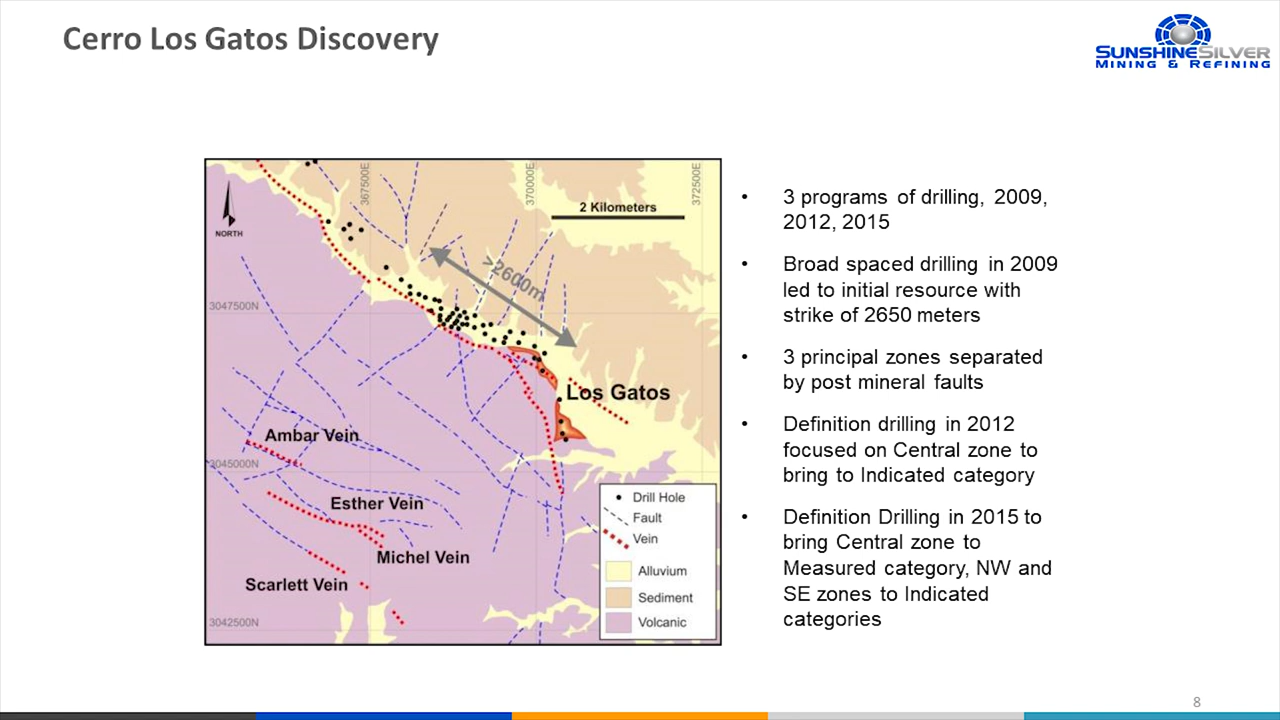 Cerro Los Gatos Discovery
SUNSHINE SILVER
MINING & REFINING
367500E
370000E
372500E
NORTH
2 Kilometers
>2600m
3047500N
Los Gatos
Ambar Vein
3045000N
Esther Vein
Michel Vein
Scarlett Vein
3042500N
Drill Hole
Fault
Vein
Alluvium
Sediment
Volcanic
• 3 programs of drilling, 2009,
2012, 2015
• Broad spaced drilling in 2009
led to initial resource with
strike of 2650 meters
• 3 principal zones separated
by post mineral faults
• Definition drilling in 2012
focused on Central zone to
bring to Indicated category
• Definition Drilling in 2015 to
bring Central zone to
Measured category, NW and
SE zones to Indicated
categories
8